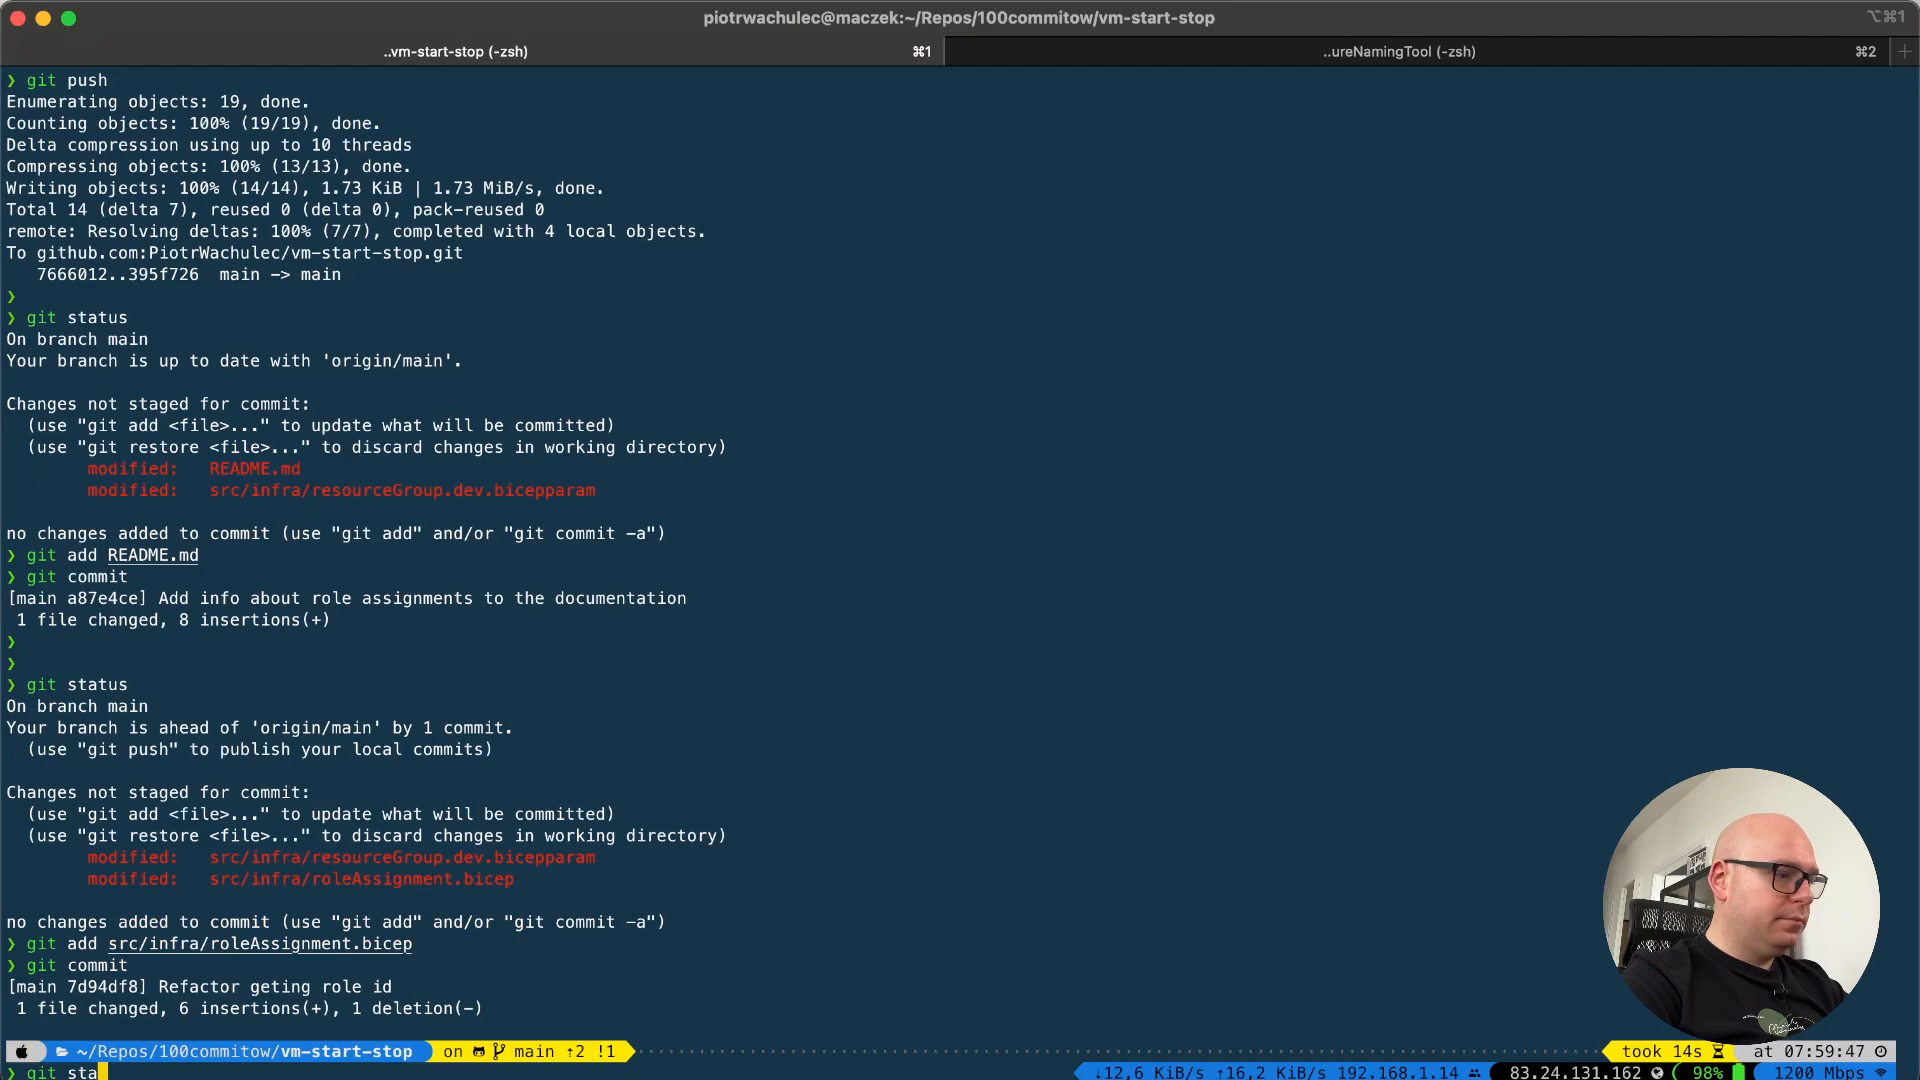 piotrwachulec@maczek:~/Repos/100commitow/vm-start-stop
⌥⌘1
..vm-start-stop (-zsh)
⌘1
..ureNamingTool (-zsh)
⌘2
+
❯ git push
Enumerating objects: 19, done.
Counting objects: 100% (19/19), done.
Delta compression using up to 10 threads
Compressing objects: 100% (13/13), done.
Writing objects: 100% (14/14), 1.73 KiB | 1.73 MiB/s, done.
Total 14 (delta 7), reused 0 (delta 0), pack-reused 0
remote: Resolving deltas: 100% (7/7), completed with 4 local objects.
To github.com:PiotrWachulec/vm-start-stop.git
7666012..395f726  main -> main
❯
❯ git status
On branch main
Your branch is up to date with 'origin/main'.
Changes not staged for commit:
(use "git add <file>..." to update what will be committed)
(use "git restore <file>..." to discard changes in working directory)
modified:   README.md
modified:   src/infra/resourceGroup.dev.bicepparam
no changes added to commit (use "git add" and/or "git commit -a")
❯ git add README.md
❯ git commit
[main a87e4ce] Add info about role assignments to the documentation
1 file changed, 8 insertions(+)
❯
❯
❯ git status
On branch main
Your branch is ahead of 'origin/main' by 1 commit.
(use "git push" to publish your local commits)
Changes not staged for commit:
(use "git add <file>..." to update what will be committed)
(use "git restore <file>..." to discard changes in working directory)
modified:   src/infra/resourceGroup.dev.bicepparam
modified:   src/infra/roleAssignment.bicep
no changes added to commit (use "git add" and/or "git commit -a")
❯ git add src/infra/roleAssignment.bicep
❯ git commit
[main 7d94df8] Refactor geting role id
1 file changed, 6 insertions(+), 1 deletion(-)
~/Repos/100commitow/vm-start-stop on main ⇡2 !1 took 14s at 07:59:47
❯ git sta
↓12,6 KiB/s ↑16,2 KiB/s 192.168.1.14 83.24.131.162 98% 1200 Mbps